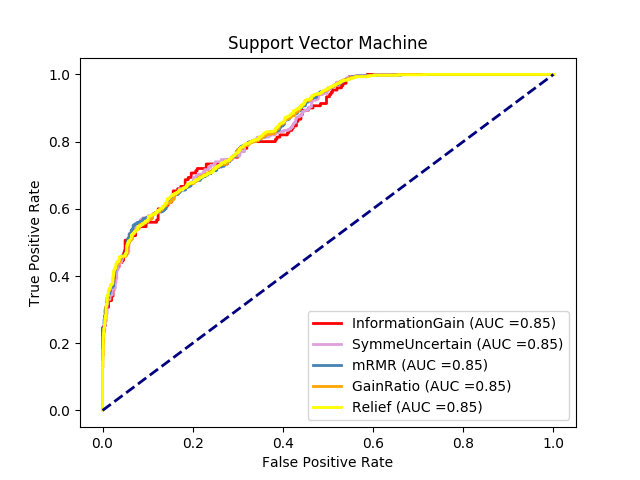 Support Vector Machine
True Positive Rate
1.0
0.8
0.6
0.4
0.2
0.0
InformationGain (AUC =0.85)
SymmeUncertain (AUC =0.85)
mRMR (AUC =0.85)
GainRatio (AUC =0.85)
Relief (AUC =0.85)
0.0 0.2 0.4 0.6 0.8 1.0
False Positive Rate